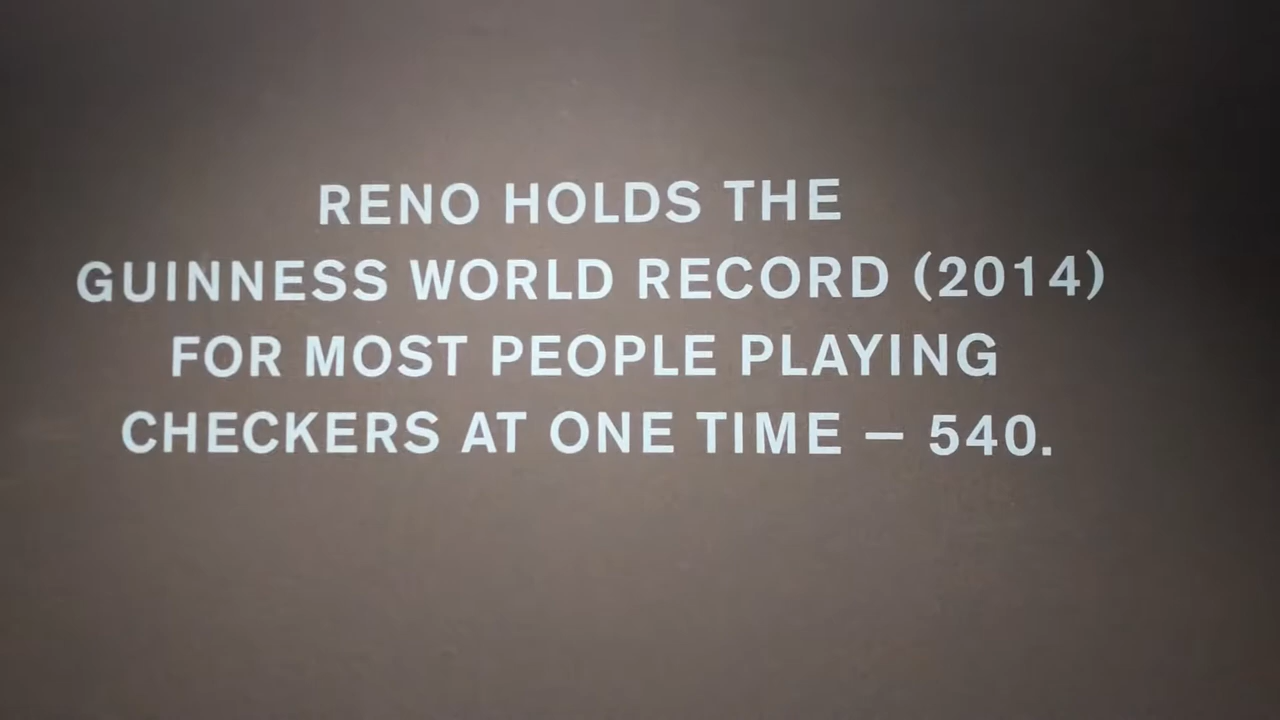 RENO HOLDS THE
GUINNESS WORLD RECORD (2014)
FOR MOST PEOPLE PLAYING
CHECKERS AT ONE TIME – 540.